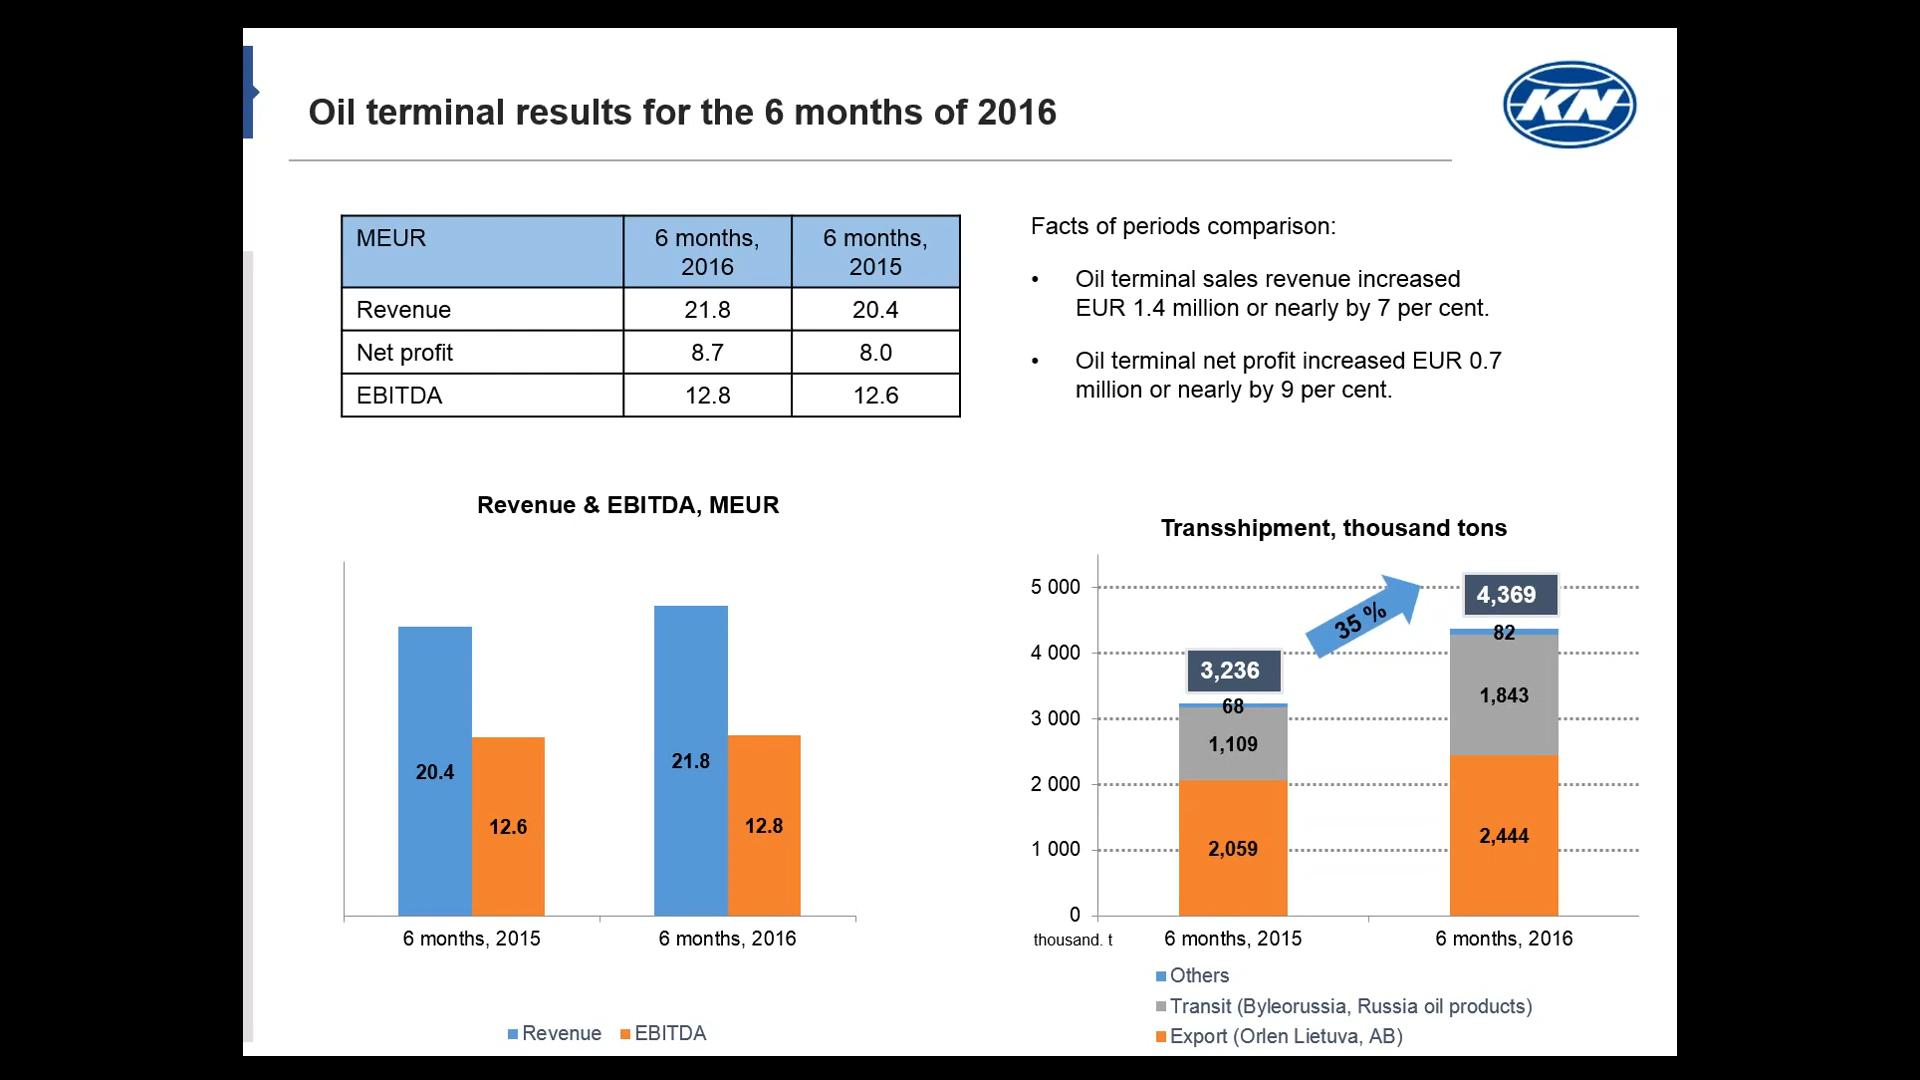 Oil terminal results for the 6 months of 2016
KN
MEUR
6 months,
2016
6 months,
2015
Revenue
21.8
20.4
Net profit
8.7
8.0
EBITDA
12.8
12.6
Facts of periods comparison:
• Oil terminal sales revenue increased
EUR 1.4 million or nearly by 7 per cent.
• Oil terminal net profit increased EUR 0.7
million or nearly by 9 per cent.
Revenue & EBITDA, MEUR
20.4
12.6
21.8
12.8
6 months, 2015
6 months, 2016
Revenue
EBITDA
Transshipment, thousand tons
5 000
4 000
3 000
2 000
1 000
0
thousand. t
35 %
3,236
68
1,109
2,059
4,369
82
1,843
2,444
6 months, 2015
6 months, 2016
Others
Transit (Byleorussia, Russia oil products)
Export (Orlen Lietuva, AB)